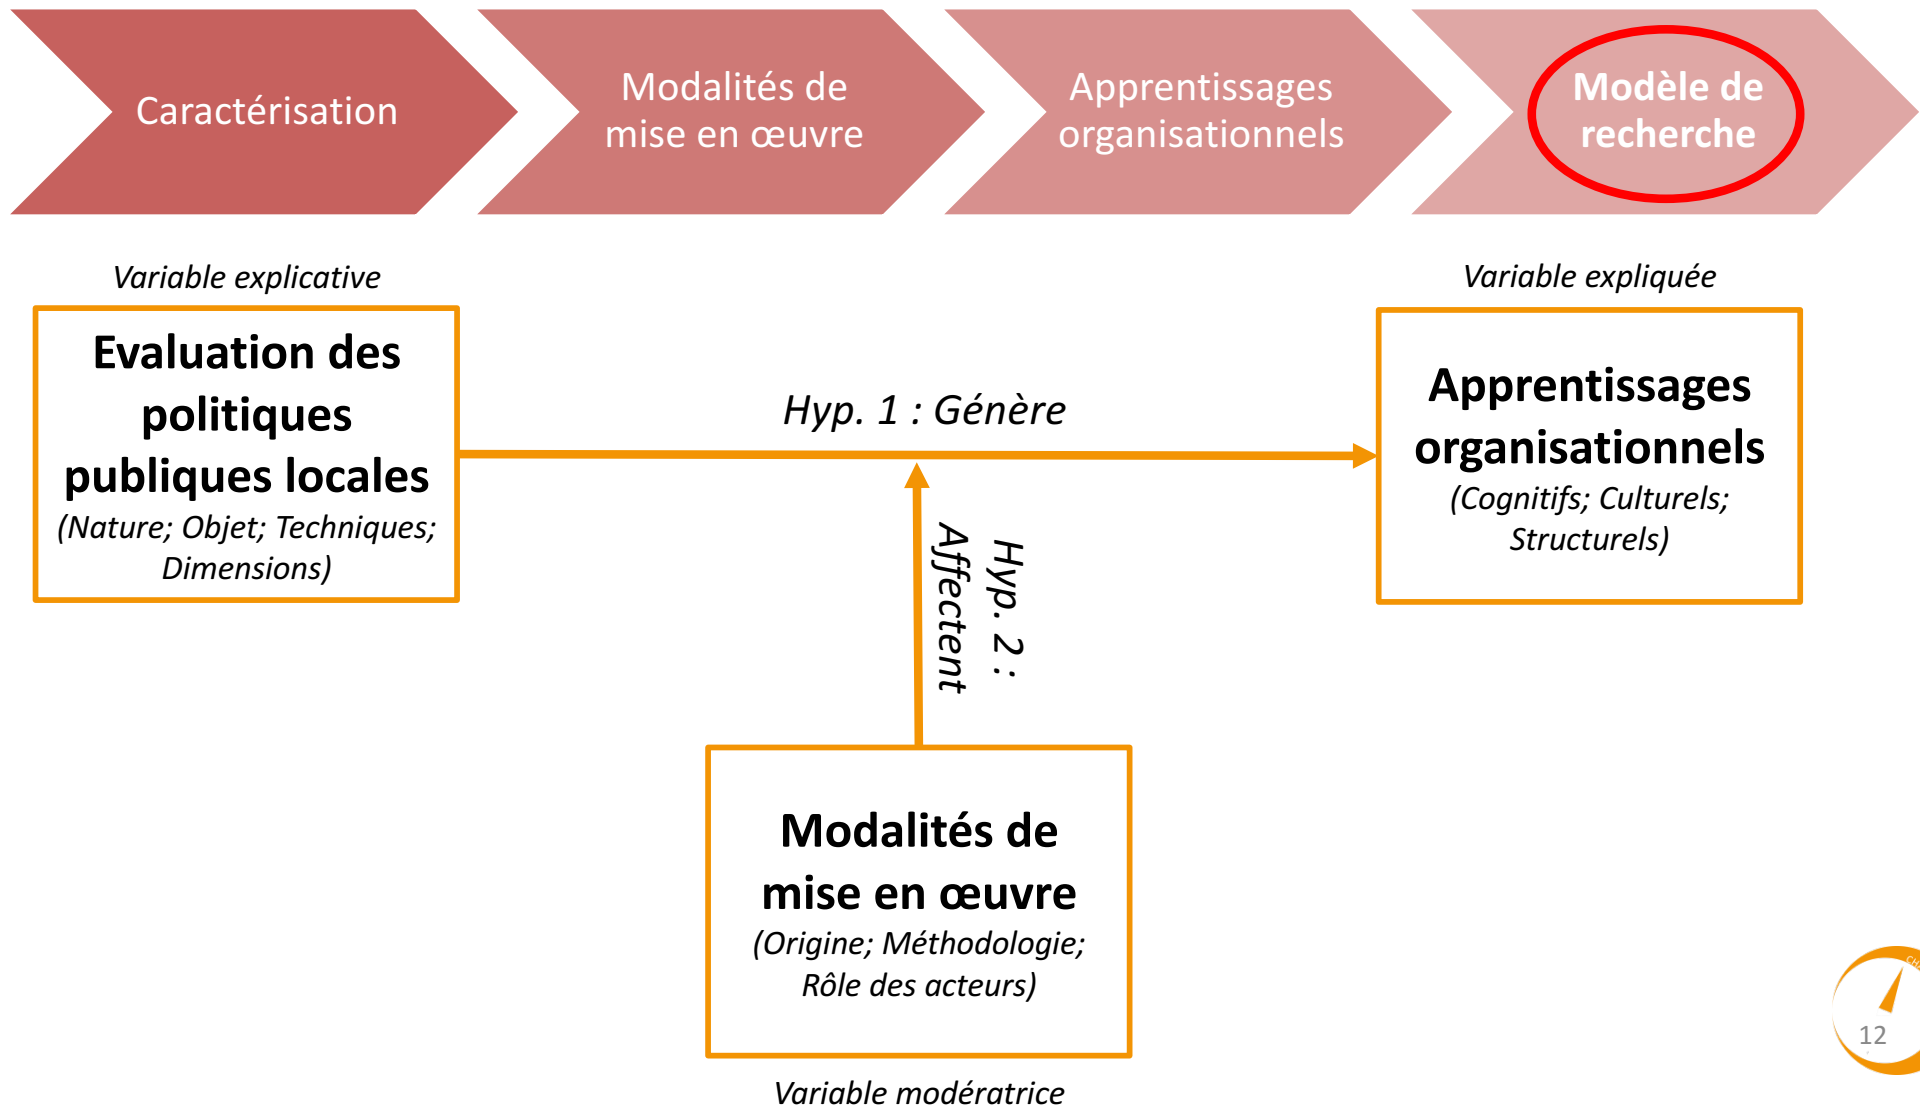 Caractérisation
Modalités de
mise en œuvre
Apprentissages
organisationnels
Modèle de
recherche
Variable explicative
Evaluation des
politiques
publiques locales
(Nature; Objet; Techniques;
Dimensions)
Hyp. 1 : Génère
Variable expliquée
Apprentissages
organisationnels
(Cognitifs; Culturels;
Structurels)
Hyp. 2 :
Affectent
Modalités de
mise en œuvre
(Origine; Méthodologie;
Rôle des acteurs)
Variable modératrice
12